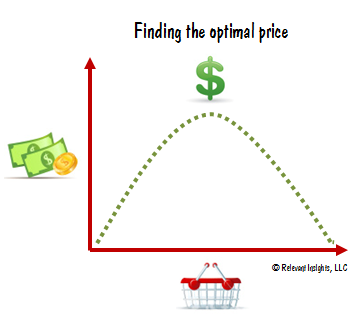 Finding the optimal price
$
© Relevant Insights, LLC